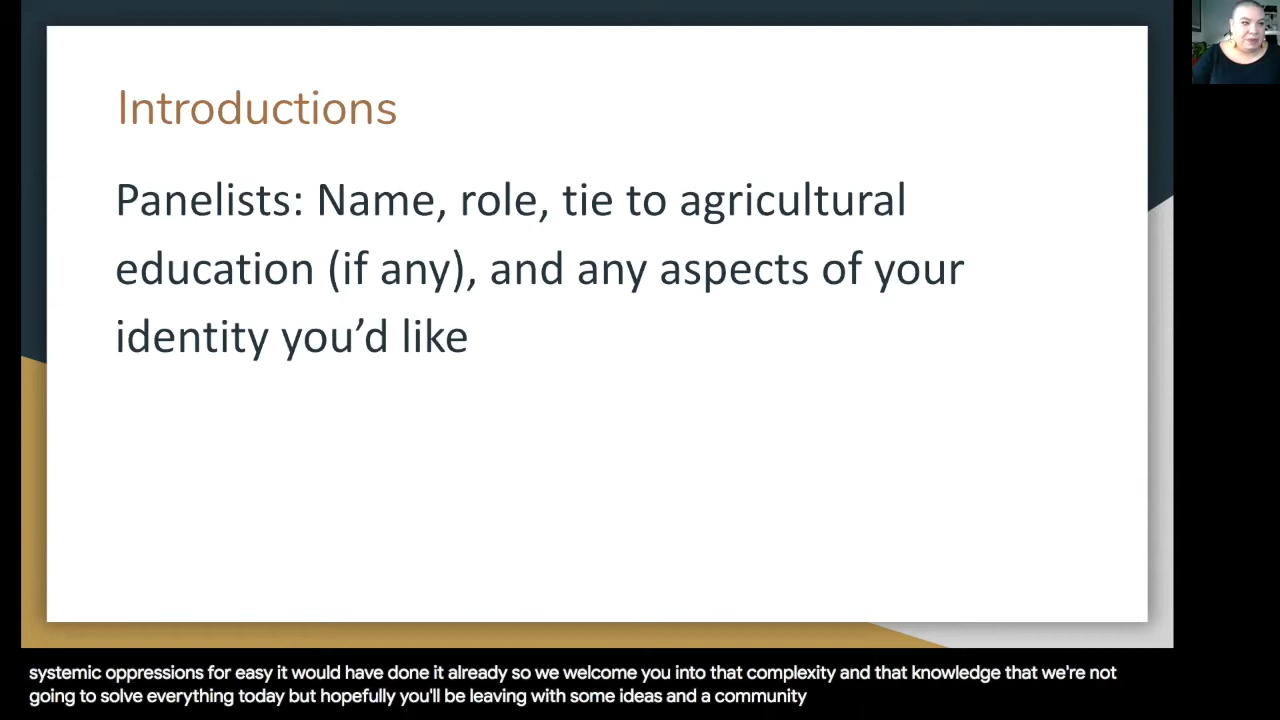 Introductions
Panelists: Name, role, tie to agricultural
education (if any), and any aspects of your
identity you’d like
systemic oppressions for easy it would have done it already so we welcome you into that complexity and that knowledge that we're not
going to solve everything today but hopefully you'll be leaving with some ideas and a community